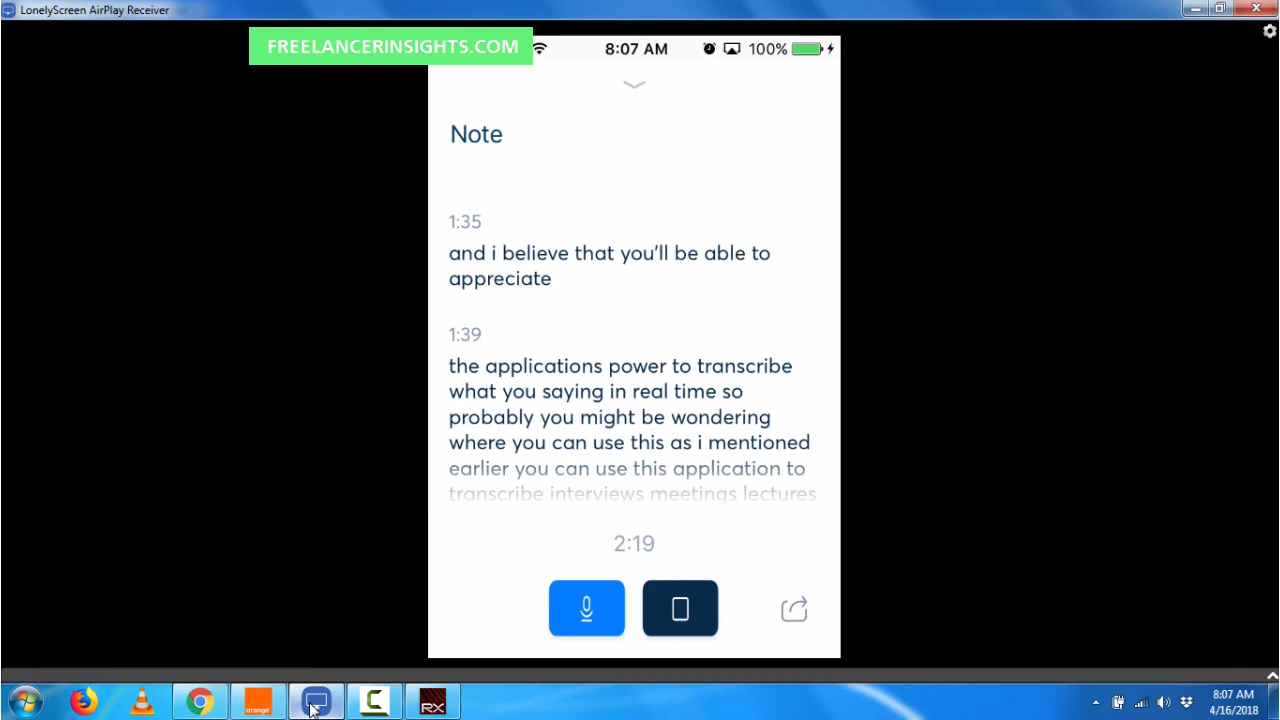 LonelyScreen AirPlay Receiver
FREELANCERINSIGHTS.COM
8:07 AM
100%
Note
1:35
and i believe that you'll be able to
appreciate
1:39
the applications power to transcribe
what you saying in real time so
probably you might be wondering
where you can use this as i mentioned
earlier you can use this application to
transcribe interviews meetings lectures
2:19
orange
RX
8:07 AM
4/16/2018